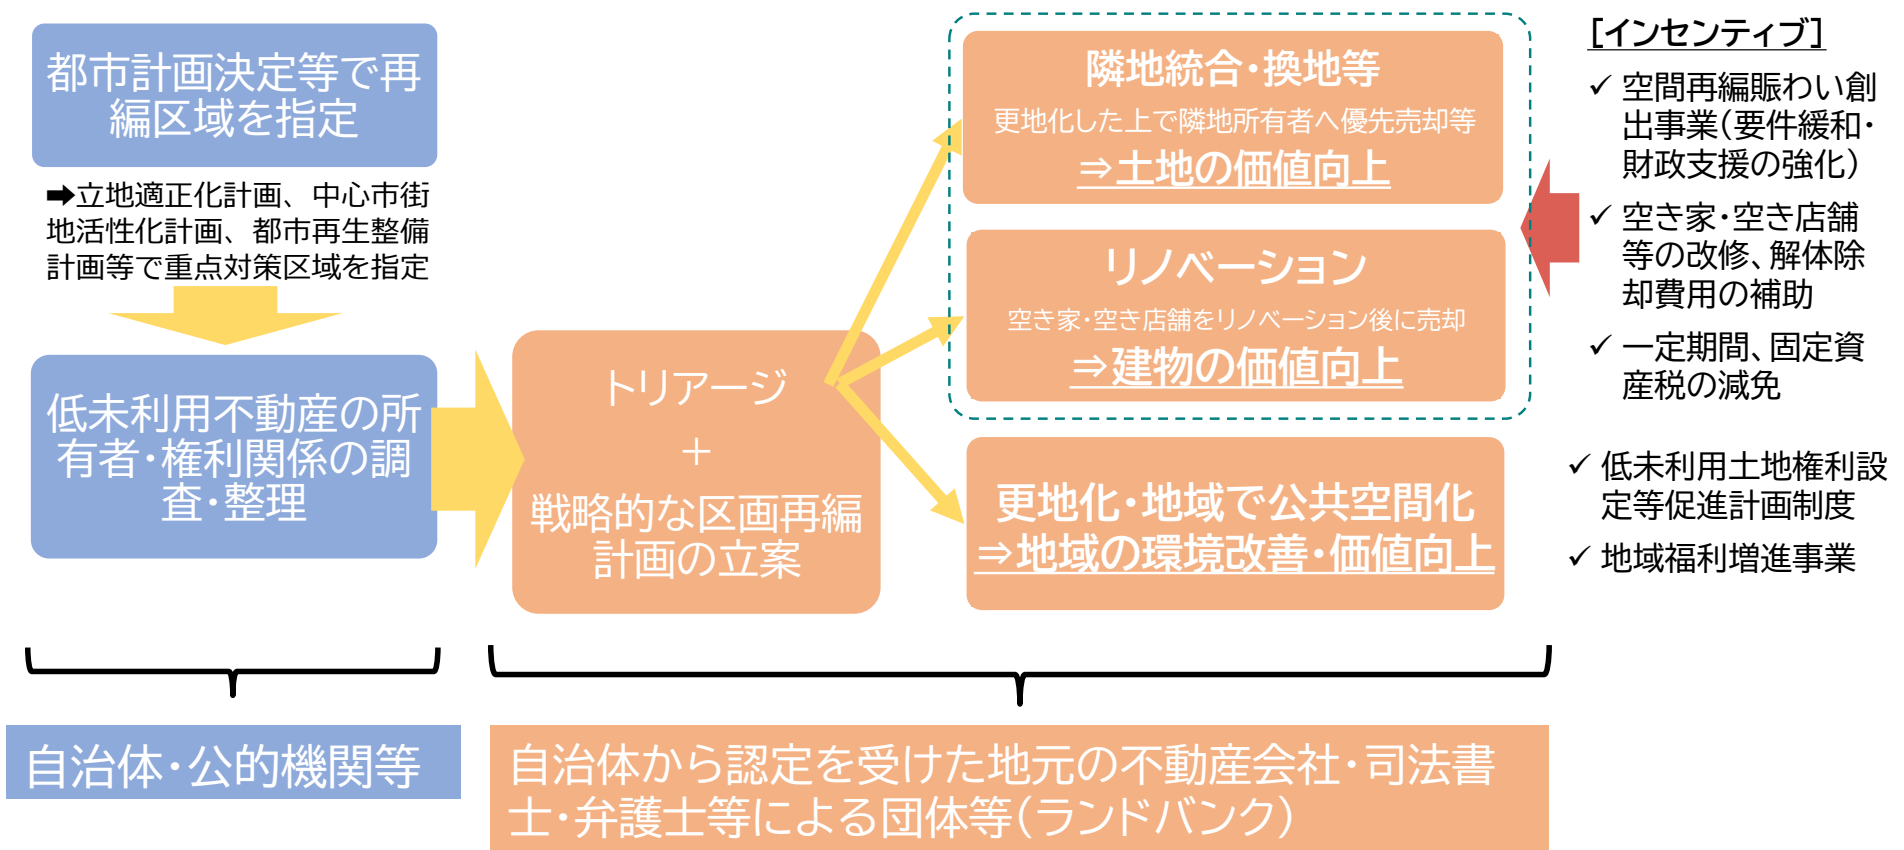 都市計画決定等で再
編区域を指定
➡立地適正化計画、中心市街
地活性化計画、都市再生整備
計画等で重点対策区域を指定
低未利用不動産の所
有者・権利関係の調
査・整理
トリアージ
＋
戦略的な区画再編
計画の立案
隣地統合・換地等
更地化した上で隣地所有者へ優先売却等
⇒土地の価値向上
リノベーション
空き家・空き店舗をリノベーション後に売却
⇒建物の価値向上
更地化・地域で公共空間化
⇒地域の環境改善・価値向上
[インセンティブ]
✓ 空間再編賑わい創
出事業（要件緩和・
財政支援の強化）
✓ 空き家・空き店舗
等の改修、解体除
却費用の補助
✓ 一定期間、固定資
産税の減免
✓ 低未利用土地権利設
定等促進計画制度
✓ 地域福利増進事業
自治体・公的機関等
自治体から認定を受けた地元の不動産会社・司法書
士・弁護士等による団体等（ランドバンク）